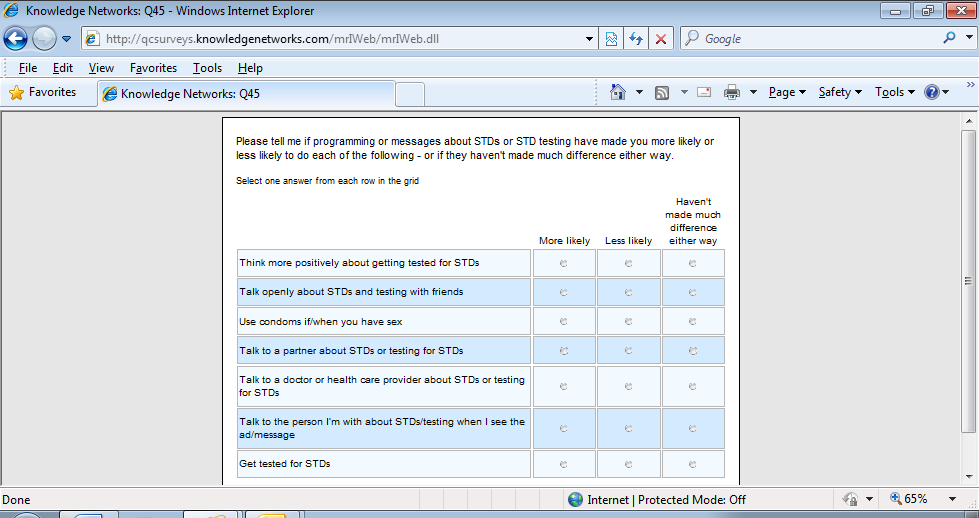 Knowledge Networks: Q45 - Windows Internet Explorer
http://qcsurveys.knowledgenetworks.com/mrIWeb/mrIWeb.dll
Google
File Edit View Favorites Tools Help
Favorites
Knowledge Networks: Q45
Page Safety Tools
Please tell me if programming or messages about STDs or STD testing have made you more likely or
less likely to do each of the following - or if they haven't made much difference either way.
Select one answer from each row in the grid
More likely
Less likely
Haven't
made much
difference
either way
Think more positively about getting tested for STDs
Talk openly about STDs and testing with friends
Use condoms if/when you have sex
Talk to a partner about STDs or testing for STDs
Talk to a doctor or health care provider about STDs or testing
for STDs
Talk to the person I'm with about STDs/testing when I see the
ad/message
Get tested for STDs
Done
Internet | Protected Mode: Off
65%